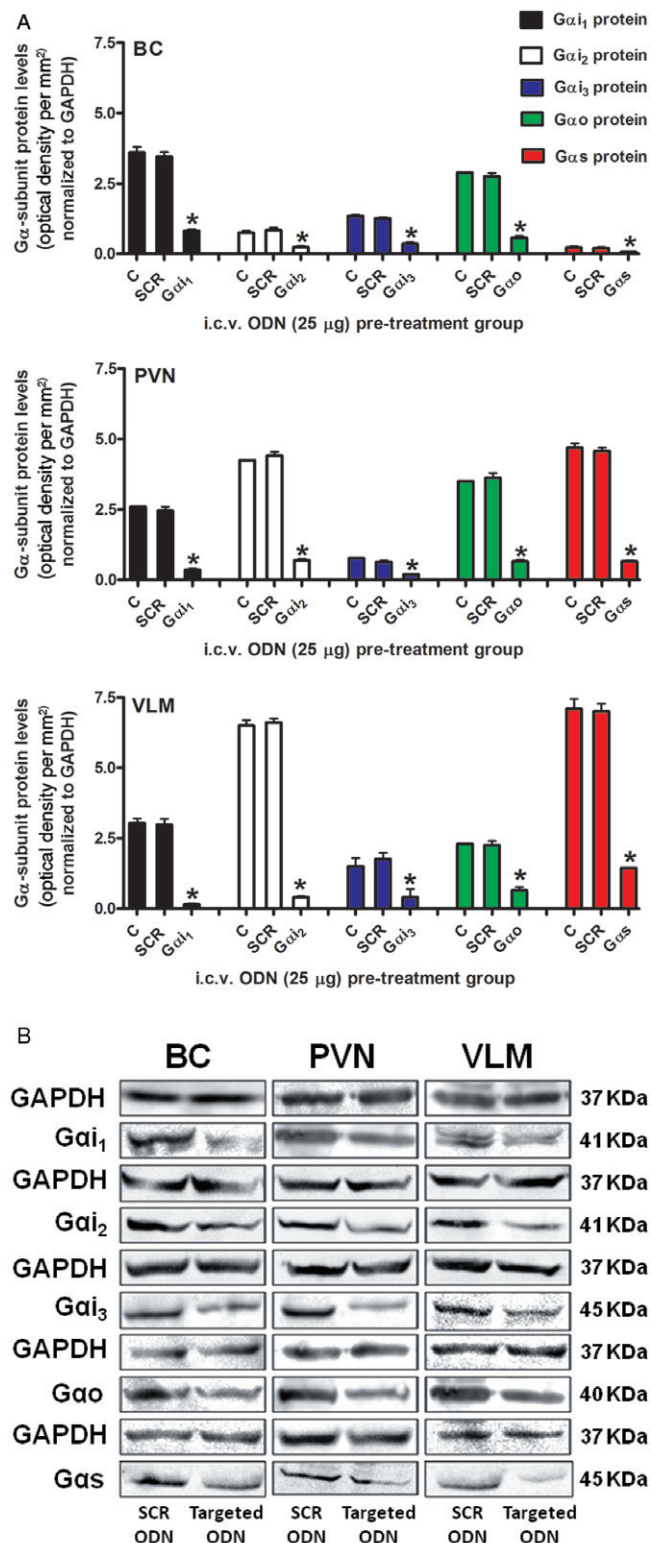 A
Gαi₁ protein
Gαi₂ protein
Gαi₃ protein
Gαo protein
Gαs protein
BC
Gα-subunit protein levels
(optical density per mm²
normalized to GAPDH)
7.5
5.0
2.5
0.0
* * * * *
C SCR Gαi₁ C SCR Gαi₂ C SCR Gαi₃ C SCR Gαo C SCR Gαs
i.c.v. ODN (25 μg) pre-treatment group
PVN
Gα-subunit protein levels
(optical density per mm²
normalized to GAPDH)
7.5
5.0
2.5
0.0
* * * * *
C SCR Gαi₁ C SCR Gαi₂ C SCR Gαi₃ C SCR Gαo C SCR Gαs
i.c.v. ODN (25 μg) pre-treatment group
VLM
Gα-subunit protein levels
(optical density per mm²
normalized to GAPDH)
7.5
5.0
2.5
0.0
* * * * *
C SCR Gαi₁ C SCR Gαi₂ C SCR Gαi₃ C SCR Gαo C SCR Gαs
i.c.v. ODN (25 μg) pre-treatment group
B
BC PVN VLM
GAPDH 37 KDa
Gαi₁ 41 KDa
GAPDH 37 KDa
Gαi₂ 41 KDa
GAPDH 37 KDa
Gαi₃ 45 KDa
GAPDH 37 KDa
Gαo 40 KDa
GAPDH 37 KDa
Gαs 45 KDa
SCR Targeted SCR Targeted SCR Targeted
ODN ODN ODN ODN ODN ODN